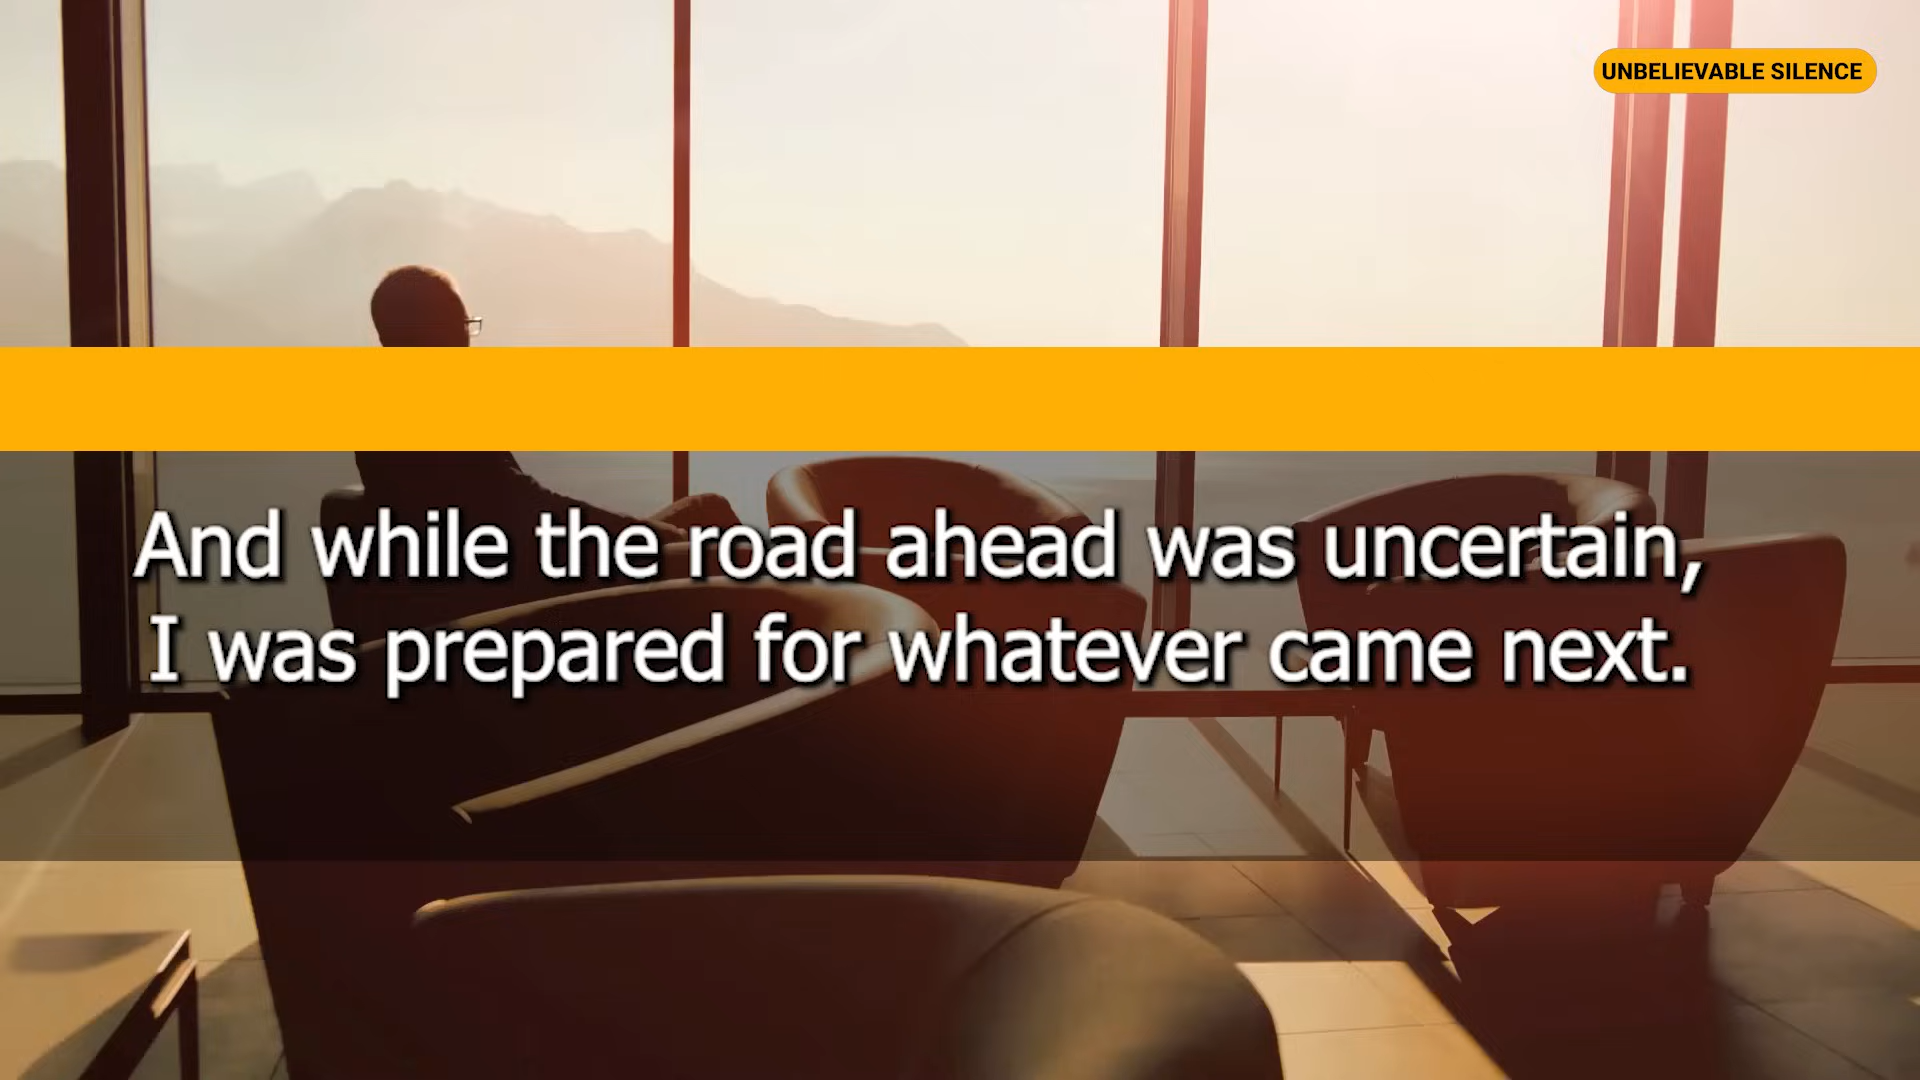 UNBELIEVABLE SILENCE
And while the road ahead was uncertain,
I was prepared for whatever came next.